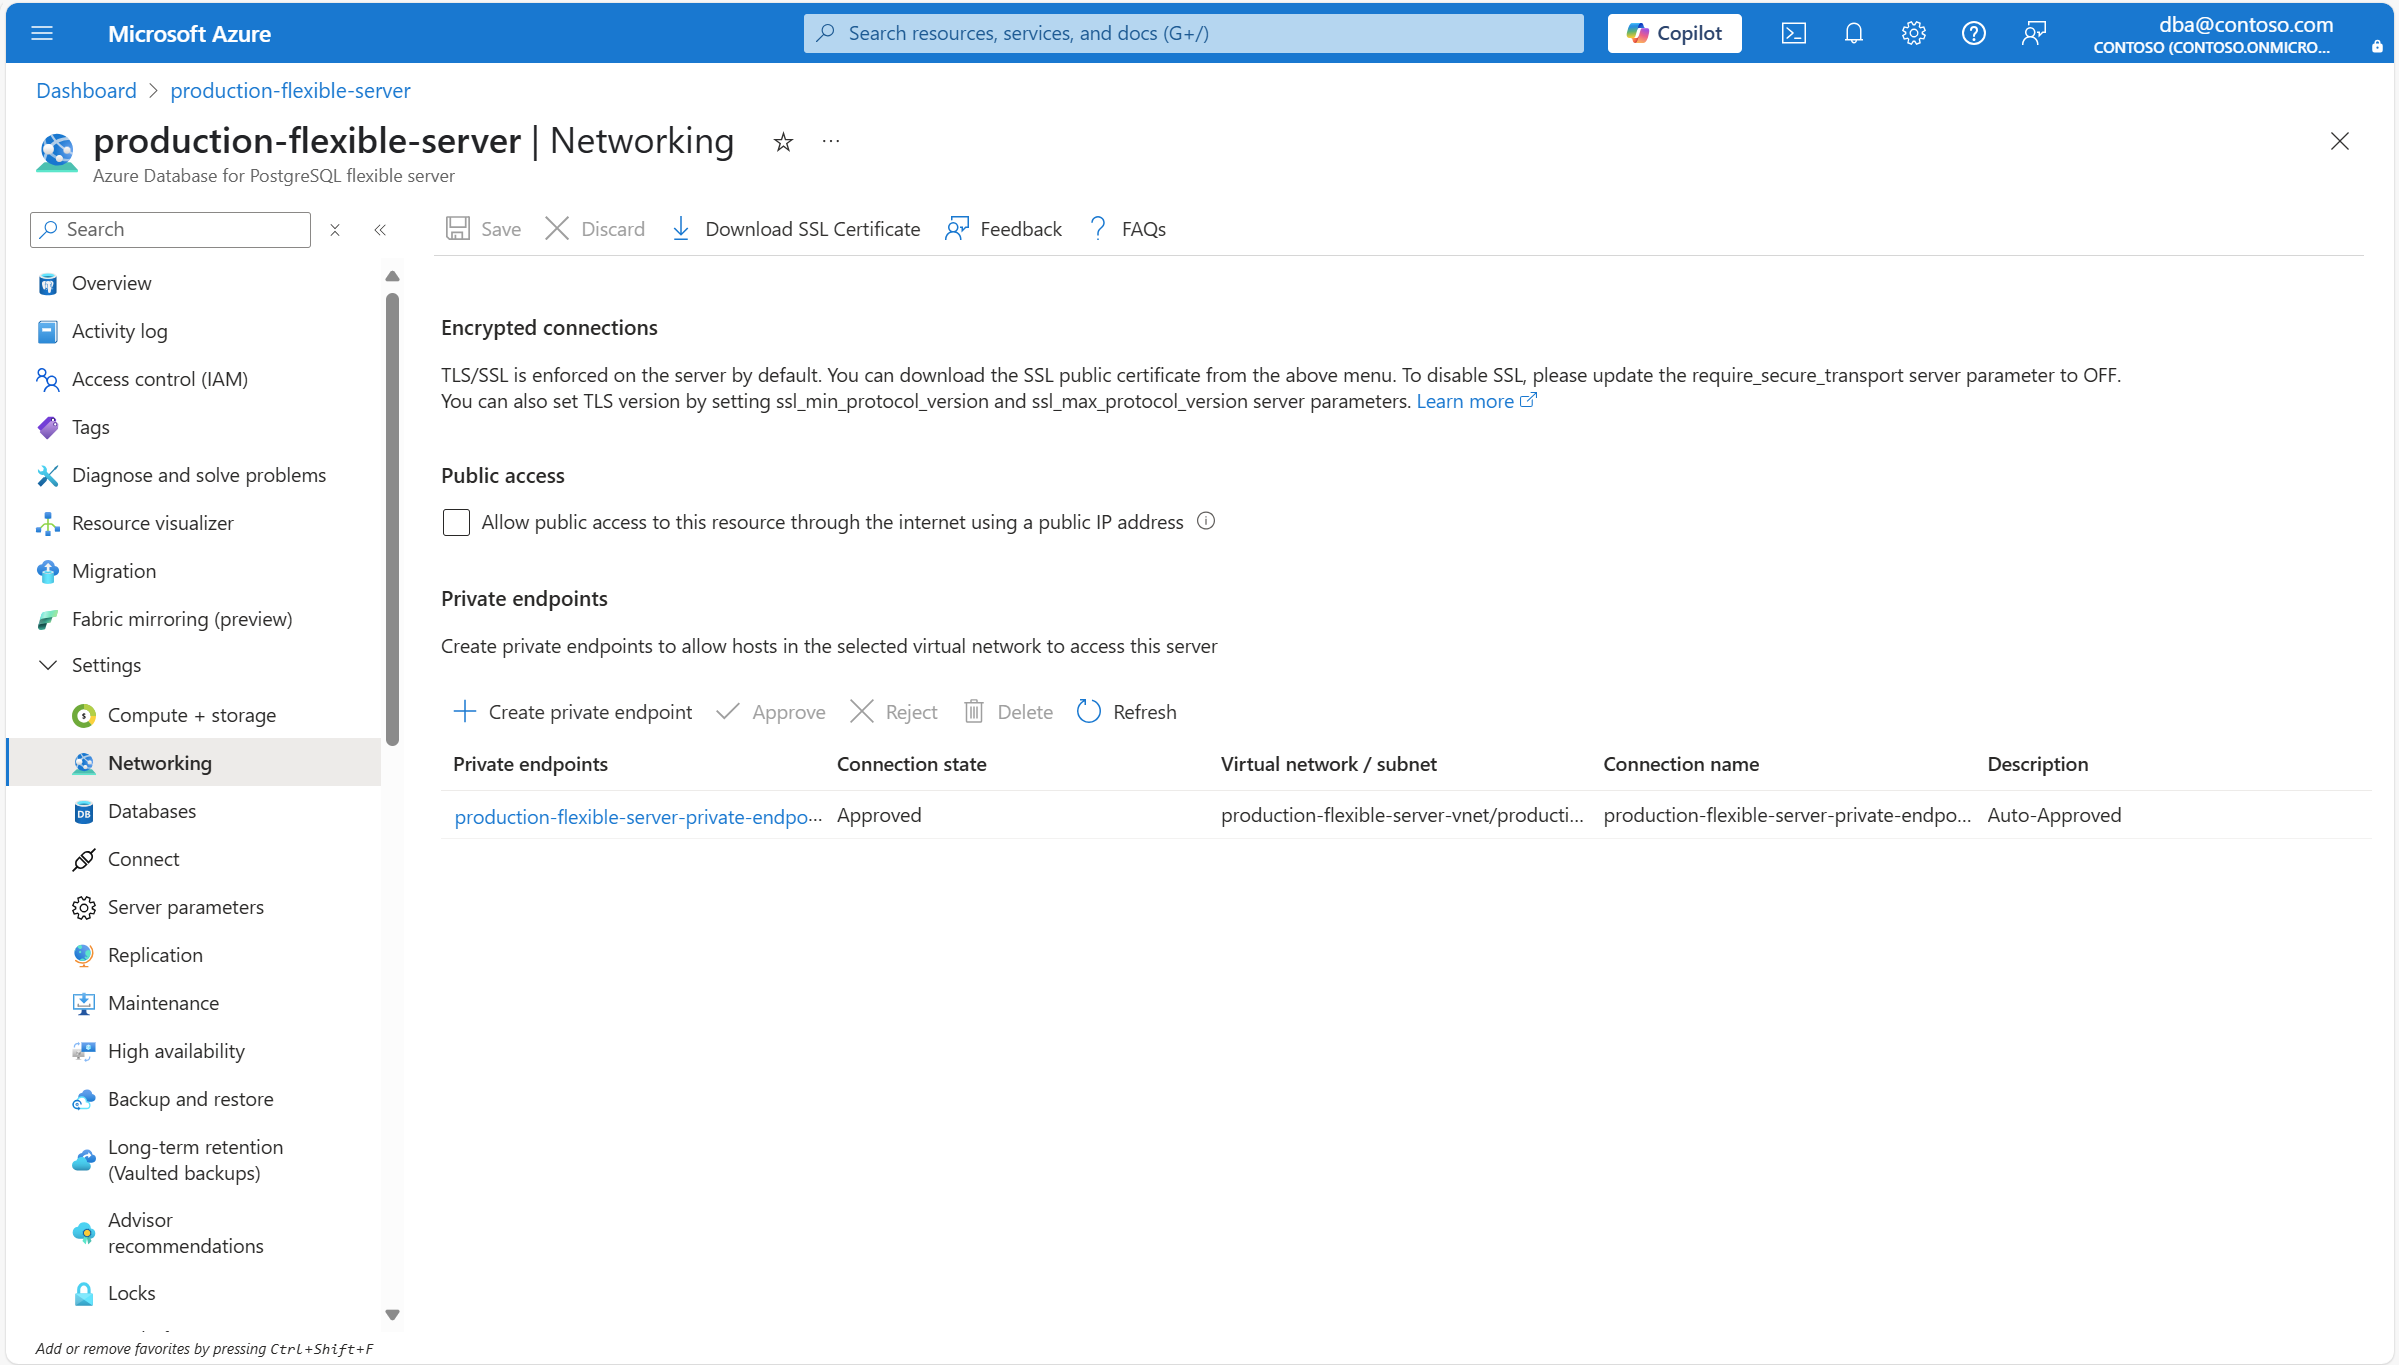 Microsoft Azure
Search resources, services, and docs (G+/)
Copilot
dba@contoso.com
CONTOSO (CONTOSO.ONMICRO...
Dashboard > production-flexible-server
production-flexible-server | Networking
Azure Database for PostgreSQL flexible server
Search
Save
Discard
Download SSL Certificate
Feedback
FAQs
Overview
Activity log
Access control (IAM)
Tags
Diagnose and solve problems
Resource visualizer
Migration
Fabric mirroring (preview)
Settings
Compute + storage
Networking
Databases
Connect
Server parameters
Replication
Maintenance
High availability
Backup and restore
Long-term retention
(Vaulted backups)
Advisor
recommendations
Locks
Add or remove favorites by pressing Ctrl+Shift+F
Encrypted connections
TLS/SSL is enforced on the server by default. You can download the SSL public certificate from the above menu. To disable SSL, please update the require_secure_transport server parameter to OFF.
You can also set TLS version by setting ssl_min_protocol_version and ssl_max_protocol_version server parameters. Learn more
Public access
Allow public access to this resource through the internet using a public IP address
Private endpoints
Create private endpoints to allow hosts in the selected virtual network to access this server
Create private endpoint
Approve
Reject
Delete
Refresh
Private endpoints Connection state Virtual network / subnet Connection name Description
production-flexible-server-private-endpo... Approved production-flexible-server-vnet/producti... production-flexible-server-private-endpo... Auto-Approved